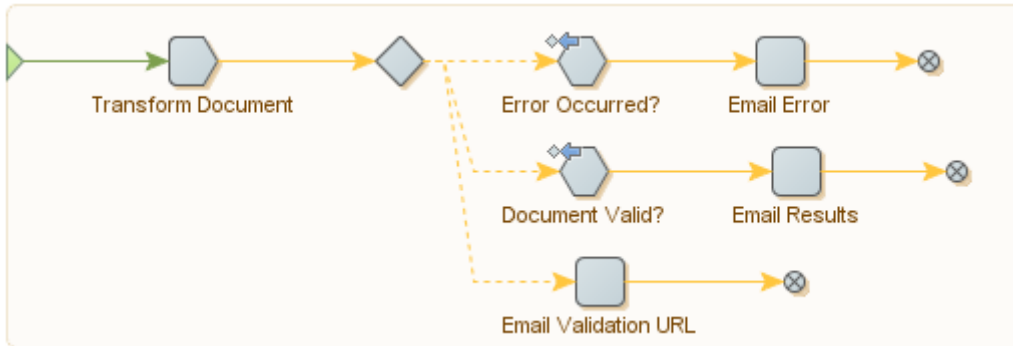 Transform Document
Error Occurred?
Email Error
Document Valid?
Email Results
Email Validation URL